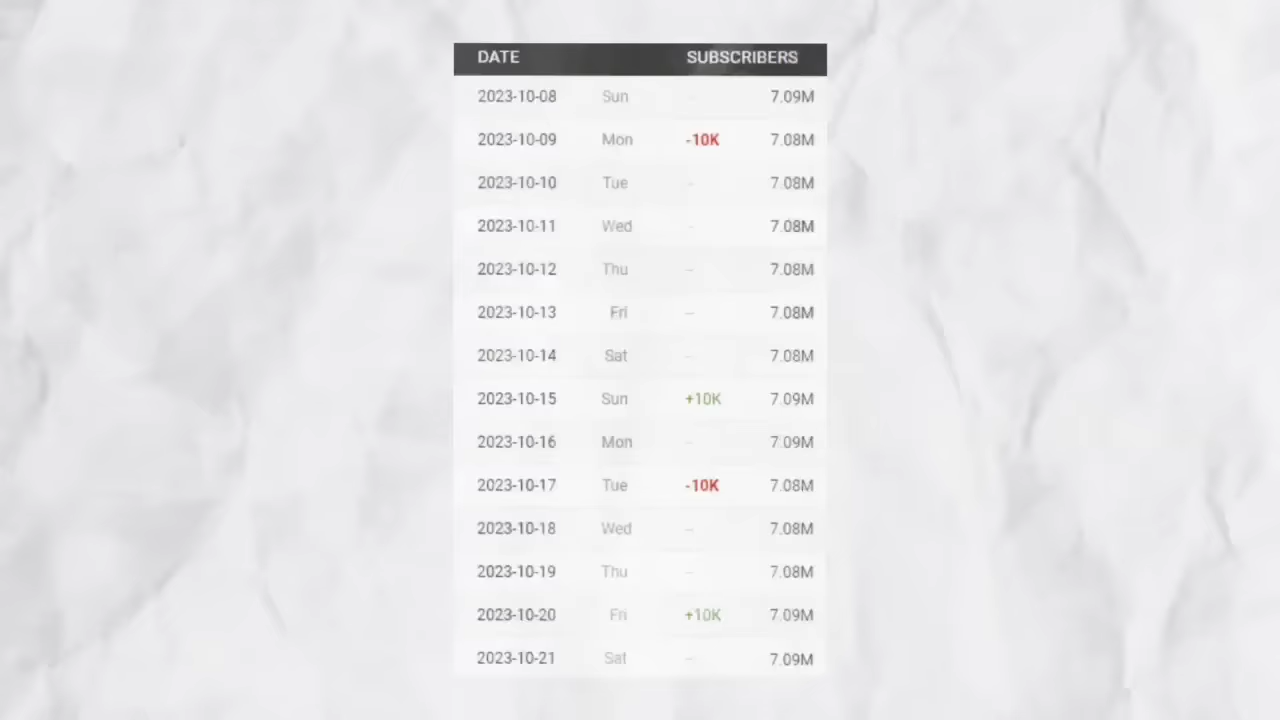 DATE SUBSCRIBERS
2023-10-08 Sun -- 7.09M
2023-10-09 Mon -10K 7.08M
2023-10-10 Tue -- 7.08M
2023-10-11 Wed -- 7.08M
2023-10-12 Thu -- 7.08M
2023-10-13 Fri -- 7.08M
2023-10-14 Sat -- 7.08M
2023-10-15 Sun +10K 7.09M
2023-10-16 Mon -- 7.09M
2023-10-17 Tue -10K 7.08M
2023-10-18 Wed -- 7.08M
2023-10-19 Thu -- 7.08M
2023-10-20 Fri +10K 7.09M
2023-10-21 Sat -- 7.09M